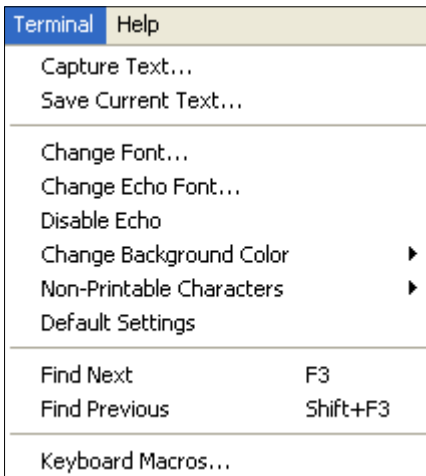 Terminal Help
Capture Text...
Save Current Text...
Change Font...
Change Echo Font...
Disable Echo
Change Background Color
Non-Printable Characters
Default Settings
Find Next F3
Find Previous Shift+F3
Keyboard Macros...